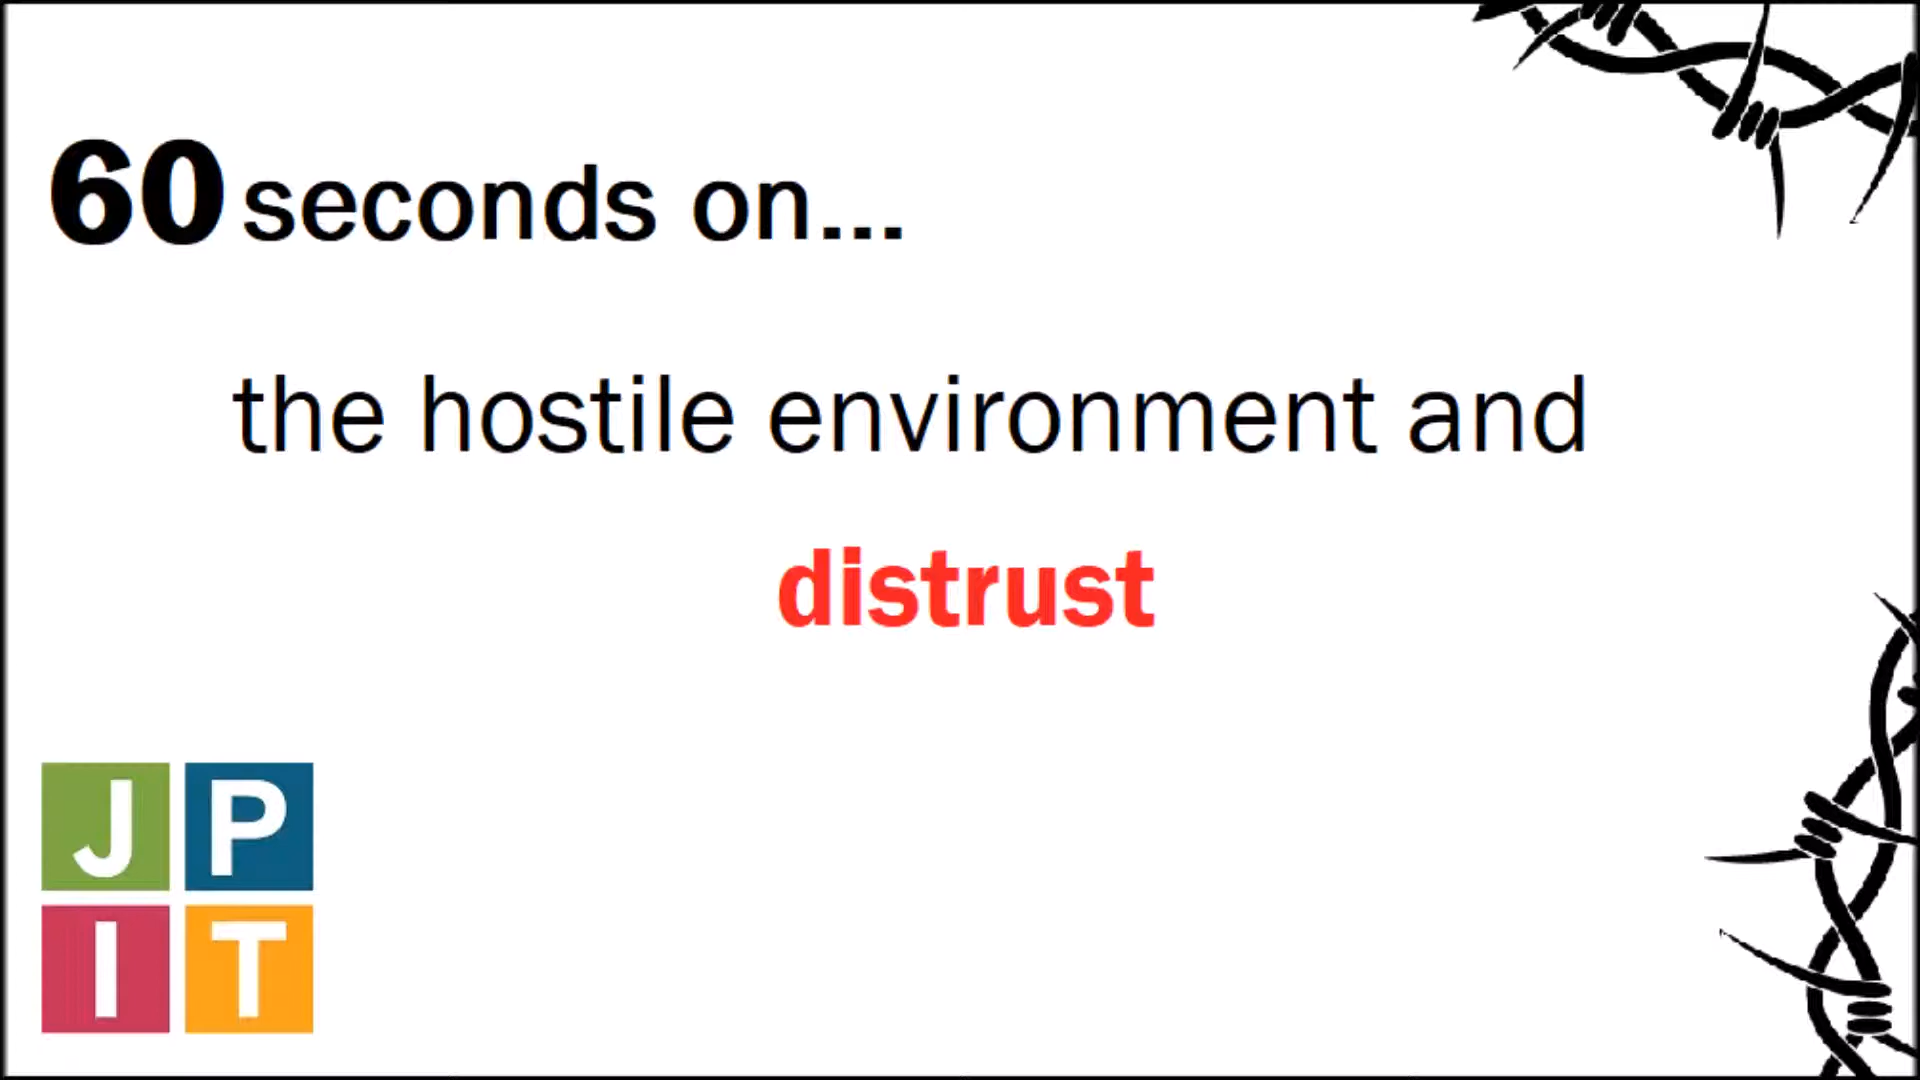 60 seconds on...
the hostile environment and
distrust
J P
I T